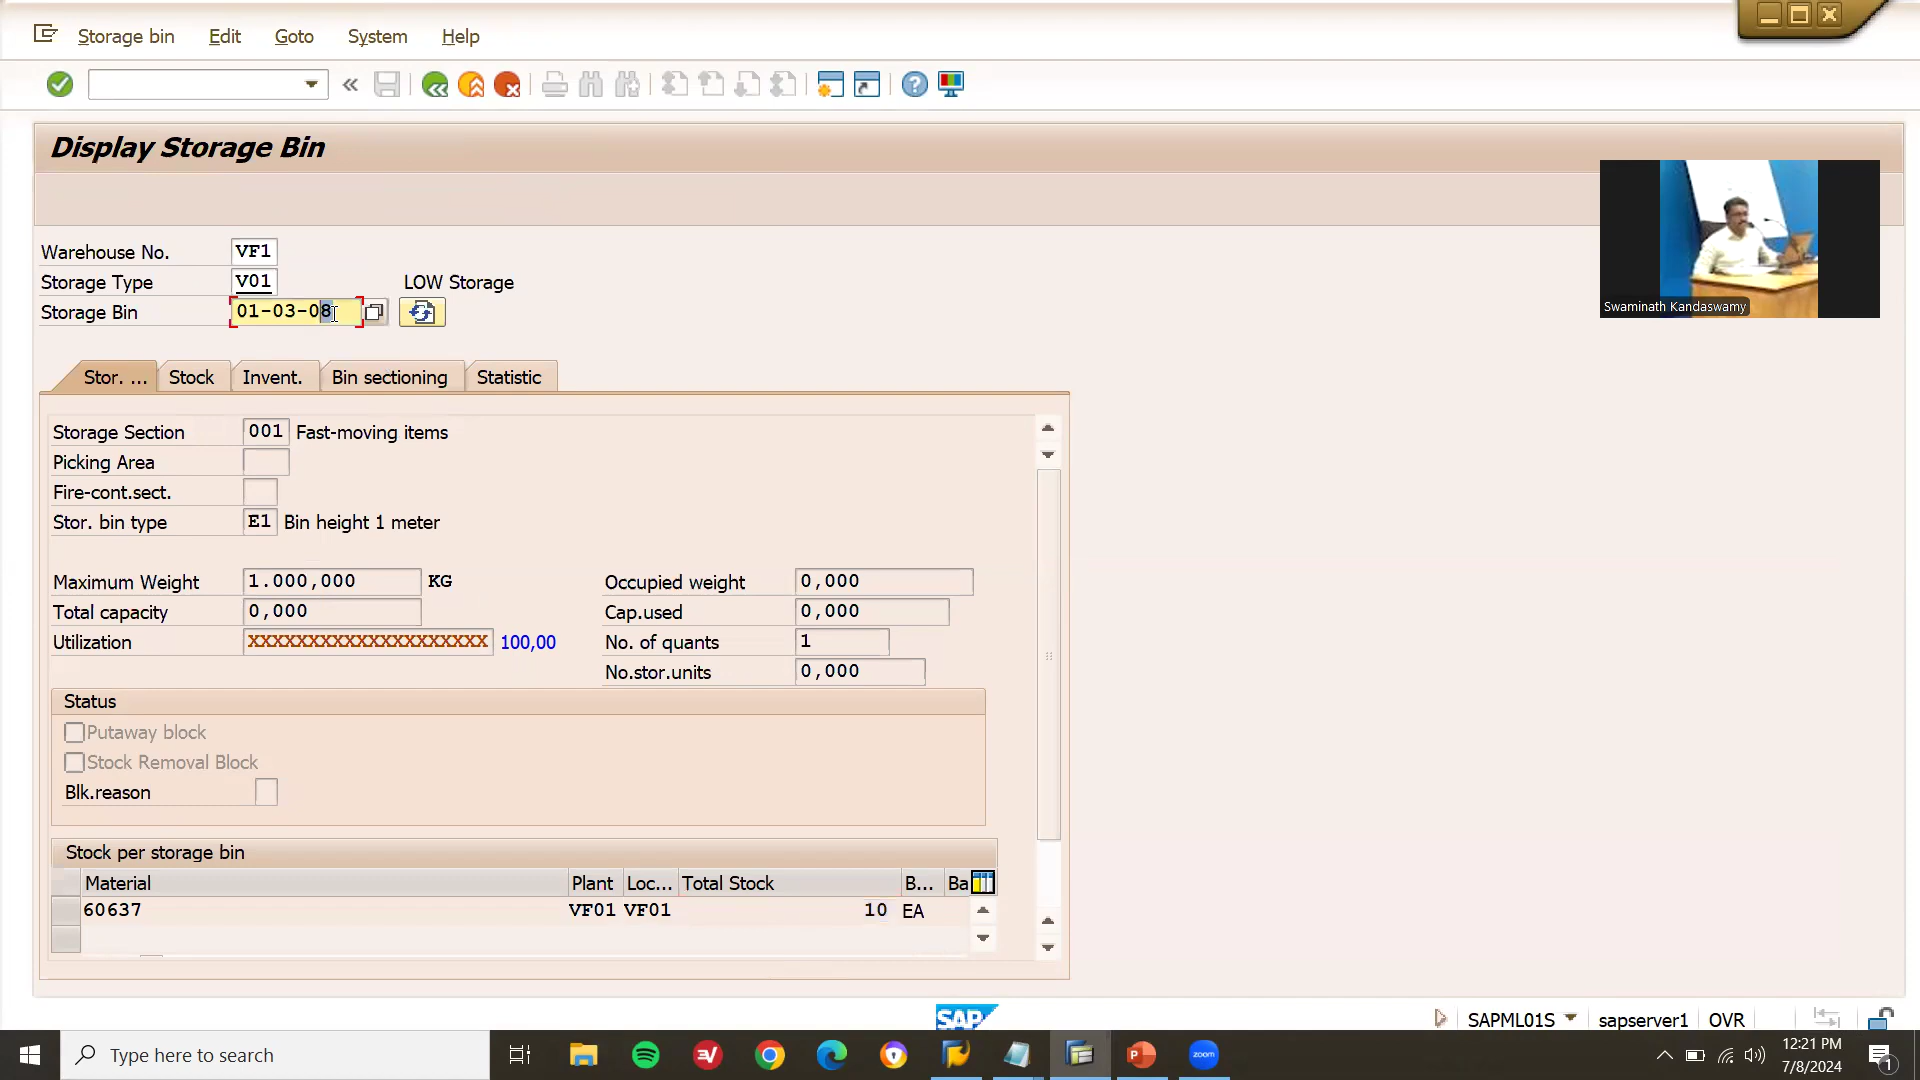 Storage bin Edit Goto System Help
Display Storage Bin
Warehouse No. VF1
Storage Type V01 LOW Storage
Storage Bin 01-03-08
Swaminath Kandaswamy
Stor. ... Stock Invent. Bin sectioning Statistic
Storage Section 001 Fast-moving items
Picking Area
Fire-cont.sect.
Stor. bin type E1 Bin height 1 meter
Maximum Weight 1.000,000 KG Occupied weight 0,000
Total capacity 0,000 Cap.used 0,000
Utilization XXXXXXXXXXXXXXXXXXXX 100,00 No. of quants 1
No.stor.units 0,000
Status
Putaway block
Stock Removal Block
Blk.reason
Stock per storage bin
Material Plant Loc... Total Stock B... Ba
60637 VF01 VF01 10 EA
SAP SAPML01S sapserver1 OVR
Type here to search zoom 12:21 PM
7/8/2024 1